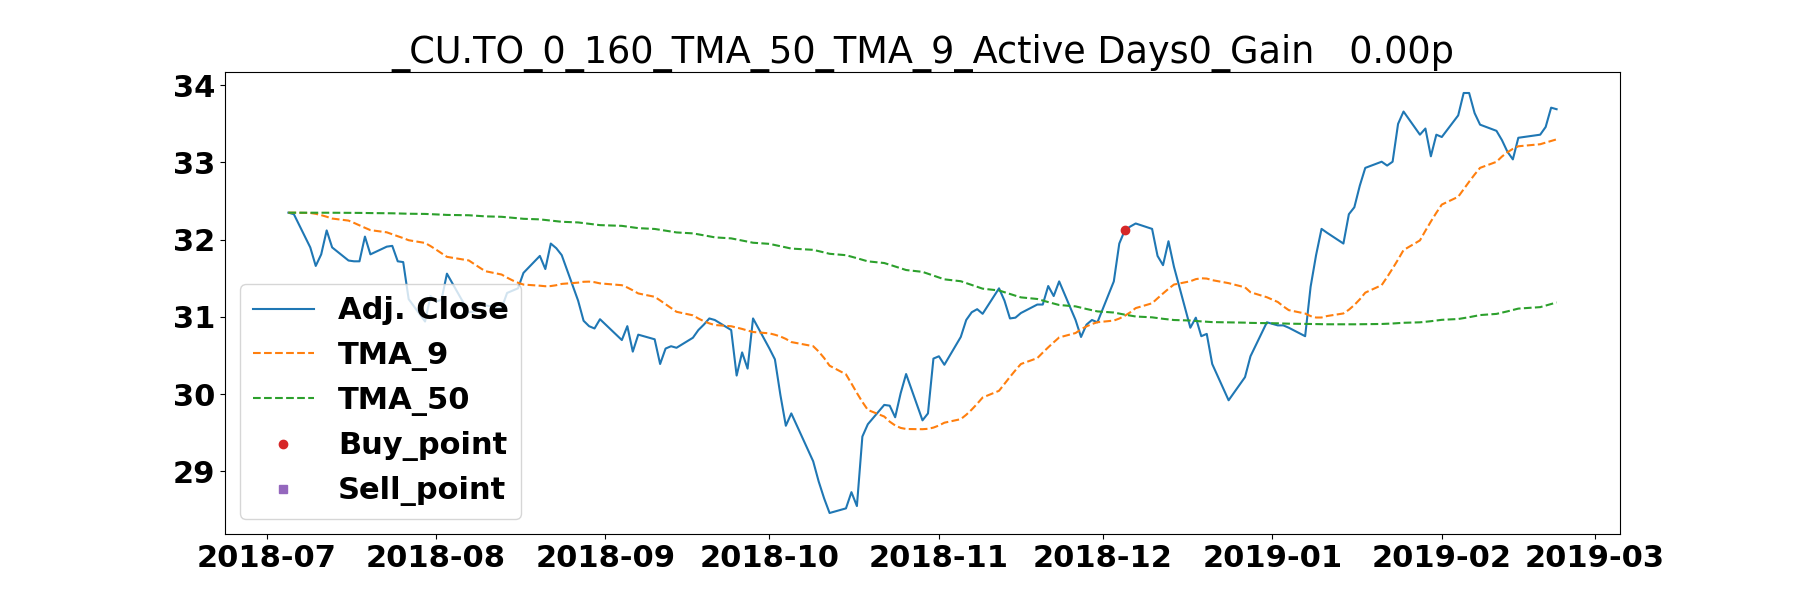 _CU.TO_0_160_TMA_50_TMA_9_Active Days0_Gain   0.00p
34
33
32
31
30
29
Adj. Close
TMA_9
TMA_50
Buy_point
Sell_point
2018-07 2018-08 2018-09 2018-10 2018-11 2018-12 2019-01 2019-02 2019-03